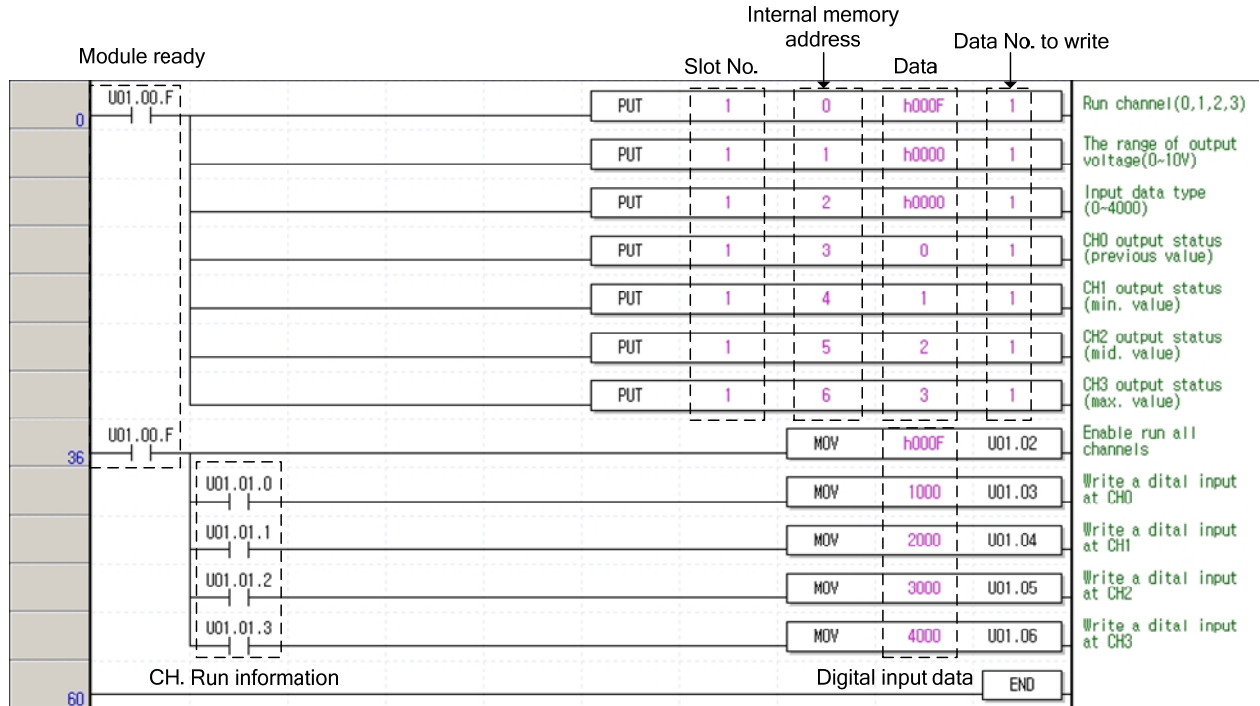 Internal memory
address
Data No. to write
Module ready
Slot No.
Data
U01.00.F
0
PUT 1 0 h000F 1
Run channel(0,1,2,3)
PUT 1 1 h0000 1
The range of output
voltage(0~10V)
PUT 1 2 h0000 1
Input data type
(0~4000)
PUT 1 3 0 1
CH0 output status
(previous value)
PUT 1 4 1 1
CH1 output status
(min. value)
PUT 1 5 2 1
CH2 output status
(mid. value)
PUT 1 6 3 1
CH3 output status
(max. value)
U01.00.F
36
MOV h000F U01.02
Enable run all
channels
U01.01.0
MOV 1000 U01.03
Write a dital input
at CH0
U01.01.1
MOV 2000 U01.04
Write a dital input
at CH1
U01.01.2
MOV 3000 U01.05
Write a dital input
at CH2
U01.01.3
MOV 4000 U01.06
Write a dital input
at CH3
CH. Run information
Digital input data
END
60